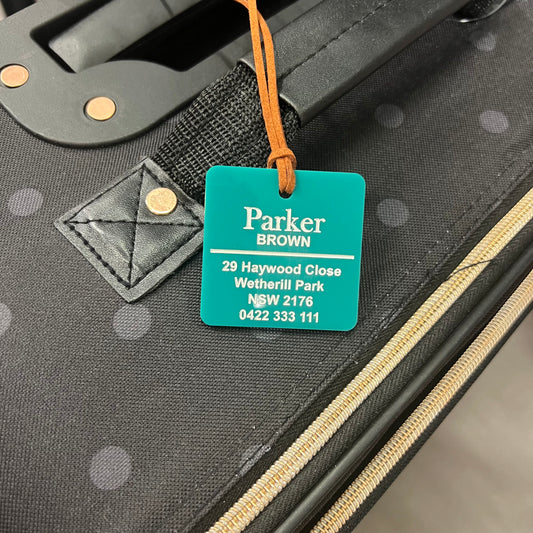 Parker
BROWN
29 Haywood Close
Wetherill Park
NSW 2176
0422 333 111